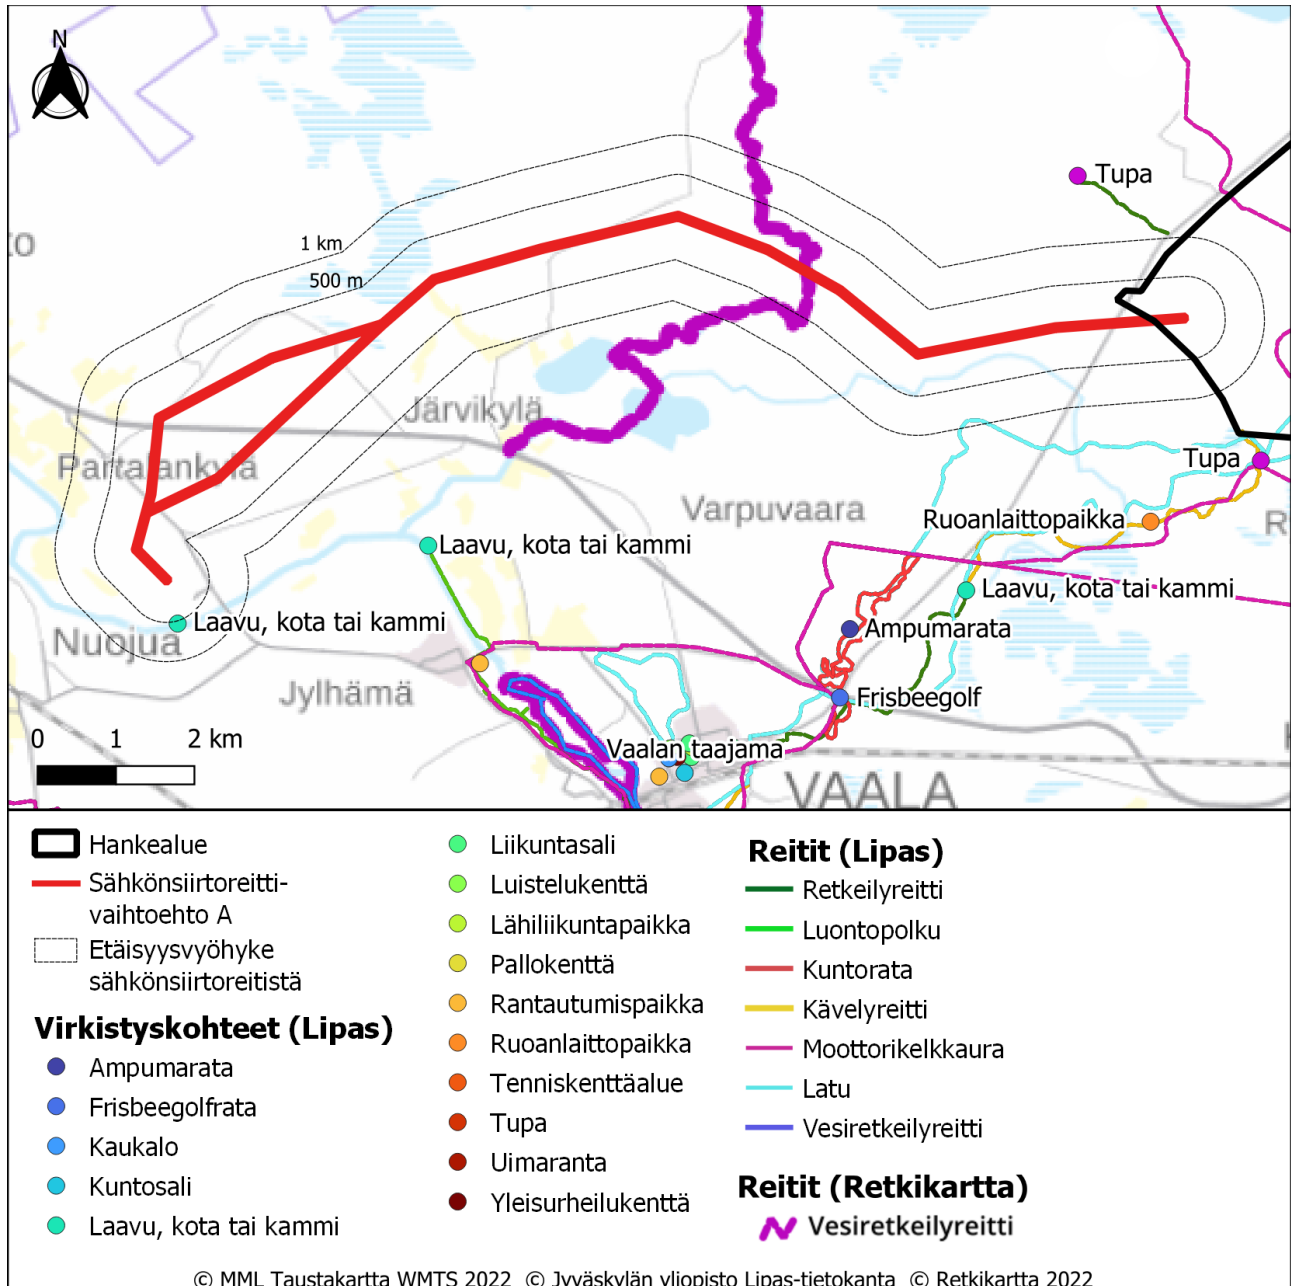 N
Tupa
to
1 km
500 m
Järvikylä
Partalankylä
Tupa
Varpuvaara
Ruoanlaittopaikka
R
Laavu, kota tai kammi
Laavu, kota tai kammi
Laavu, kota tai kammi
Ampumarata
Nuojua
Jylhämä
Frisbeegolf
0 1 2 km
Vaalan taajama
VAALA
Hankealue
Sähkönsiirtoreitti-
vaihtoehto A
Etäisyysvyöhyke
sähkönsiirtoreitistä
Virkistyskohteet (Lipas)
Ampumarata
Frisbeegolfrata
Kaukalo
Kuntosali
Laavu, kota tai kammi
Liikuntasali
Luistelukenttä
Lähiliikuntapaikka
Pallokenttä
Rantautumispaikka
Ruoanlaittopaikka
Tenniskenttäalue
Tupa
Uimaranta
Yleisurheilukenttä
Reitit (Lipas)
Retkeilyreitti
Luontopolku
Kuntorata
Kävelyreitti
Moottorikelkkaura
Latu
Vesiretkeilyreitti
Reitit (Retkikartta)
Vesiretkeilyreitti
© MML Taustakartta WMTS 2022 © Jyväskylän yliopisto Lipas-tietokanta © Retkikartta 2022